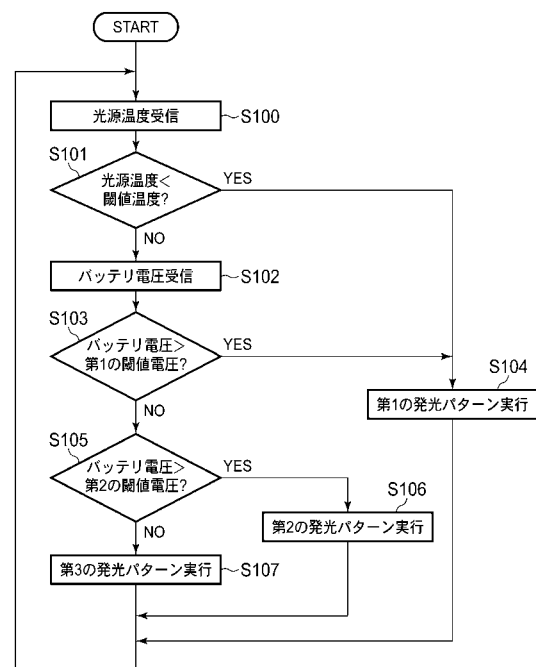 START
光源温度受信
S100
S101
光源温度<
閾値温度?
YES
NO
バッテリ電圧受信
S102
S103
バッテリ電圧>
第1の閾値電圧?
YES
S104
第1の発光パターン実行
NO
S105
バッテリ電圧>
第2の閾値電圧?
YES
S106
第2の発光パターン実行
NO
第3の発光パターン実行
S107